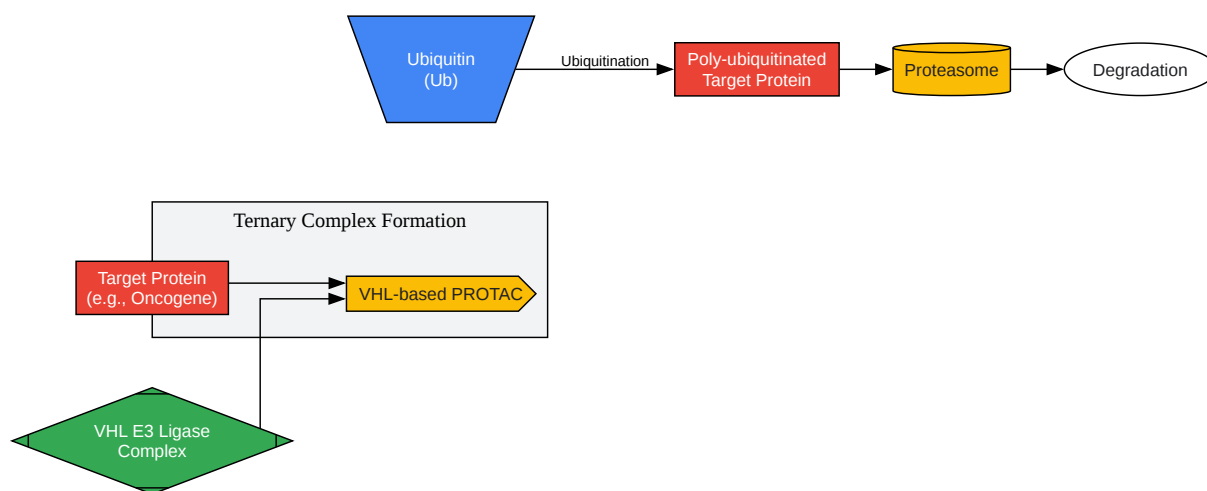 Ubiquitin
(Ub)
Ubiquitination
Poly-ubiquitinated
Target Protein
Proteasome
Degradation
Ternary Complex Formation
Target Protein
(e.g., Oncogene)
VHL-based PROTAC
VHL E3 Ligase
Complex